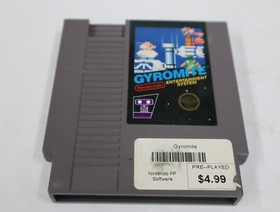 GYROMITE
Nintendo
ENTERTAINMENT
SYSTEM
Gyromite
PRE-PLAYED
Nintendo PP
Software
$4.99